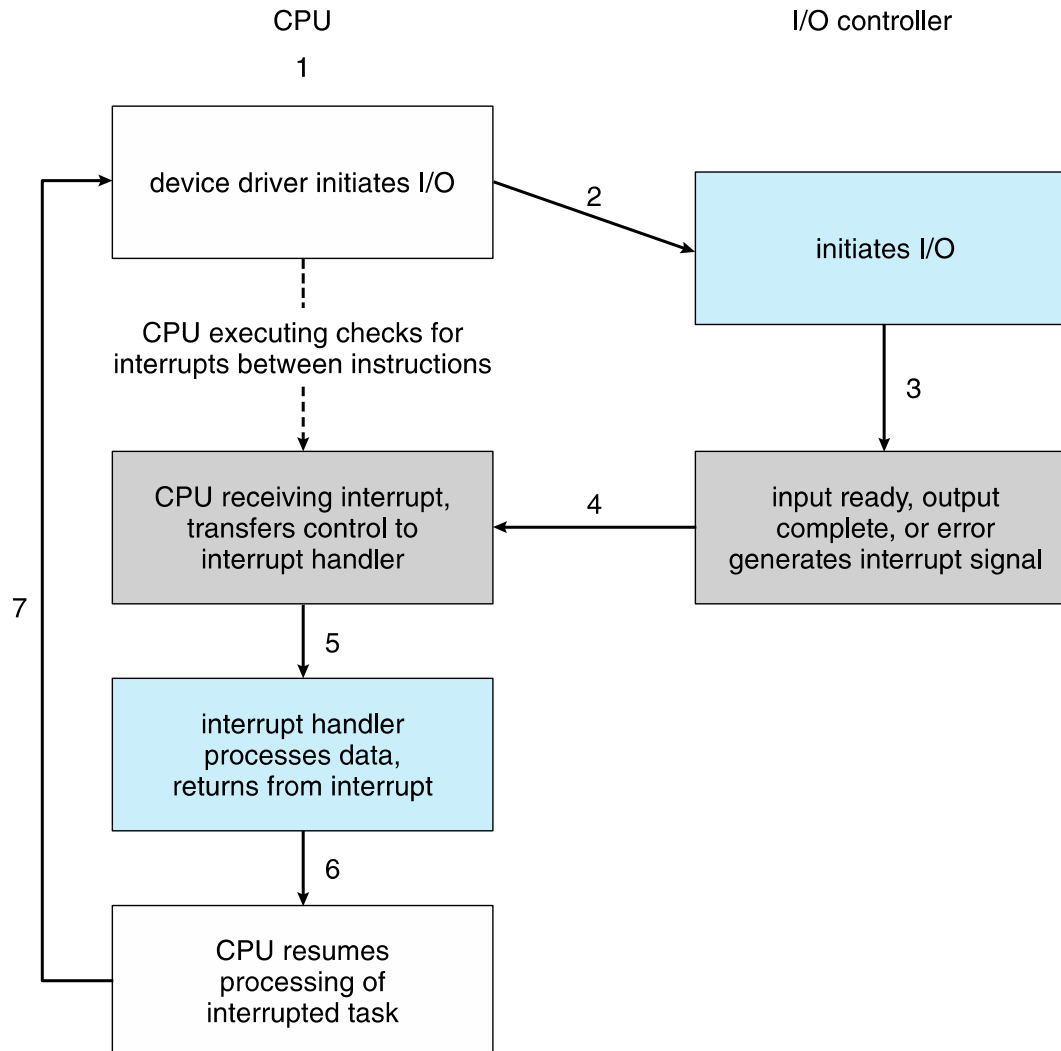 CPU
I/O controller
1
device driver initiates I/O
2
initiates I/O
CPU executing checks for
interrupts between instructions
3
CPU receiving interrupt,
transfers control to
interrupt handler
4
input ready, output
complete, or error
generates interrupt signal
7
5
interrupt handler
processes data,
returns from interrupt
6
CPU resumes
processing of
interrupted task